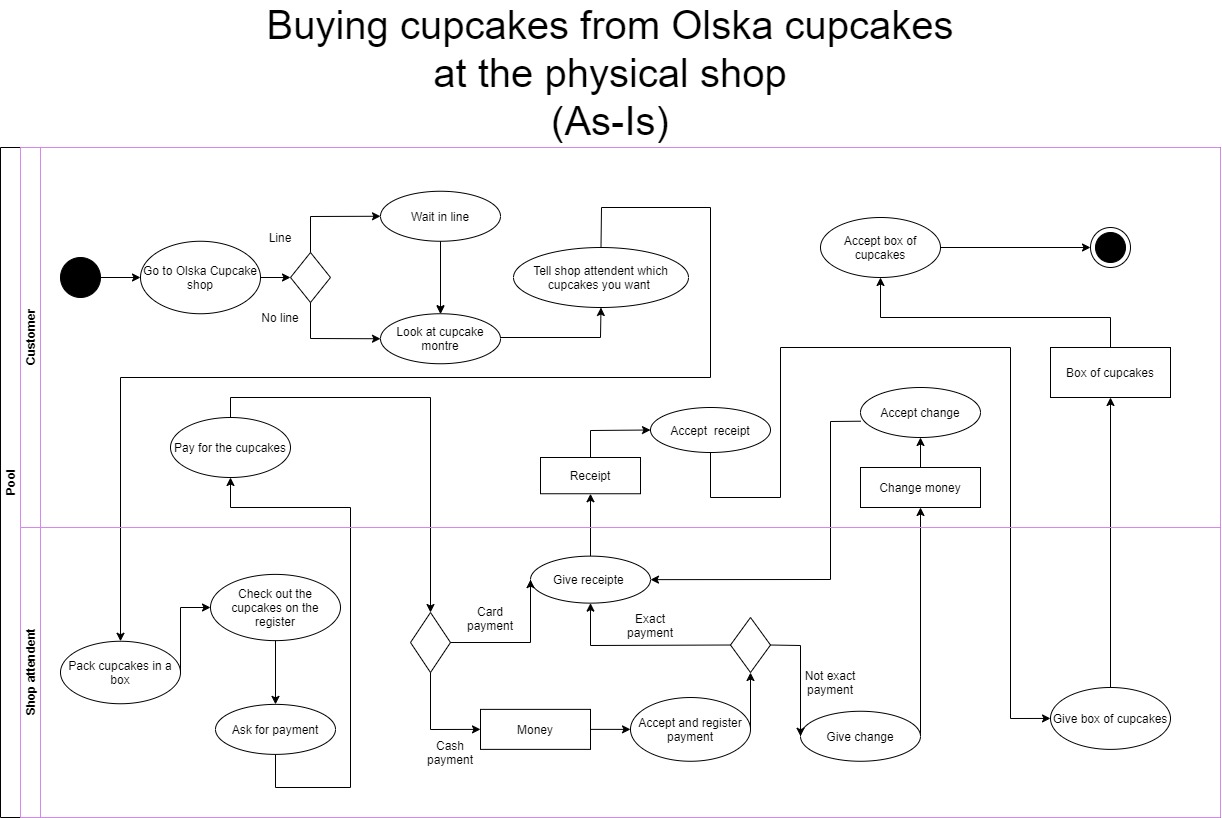 Buying cupcakes from Olska cupcakes
at the physical shop
(As-Is)
Pool
Customer
Line
No line
Go to Olska Cupcake
shop
Wait in line
Look at cupcake
montre
Tell shop attendent which
cupcakes you want
Accept box of
cupcakes
Box of cupcakes
Pay for the cupcakes
Receipt
Accept  receipt
Accept change
Change money
Shop attendent
Pack cupcakes in a
box
Check out the
cupcakes on the
register
Ask for payment
Card
payment
Cash
payment
Give receipte
Money
Accept and register
payment
Exact
payment
Not exact
payment
Give change
Give box of cupcakes